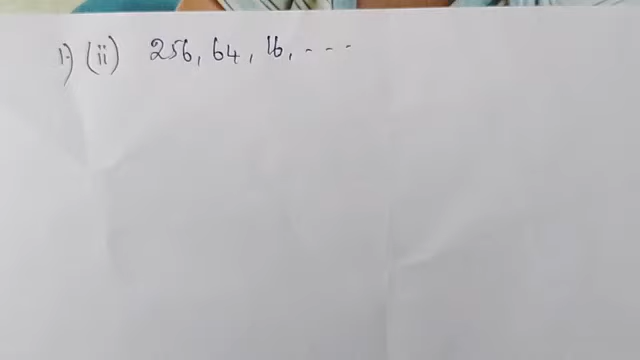 1) (ii) 256, 64, 16, - - -